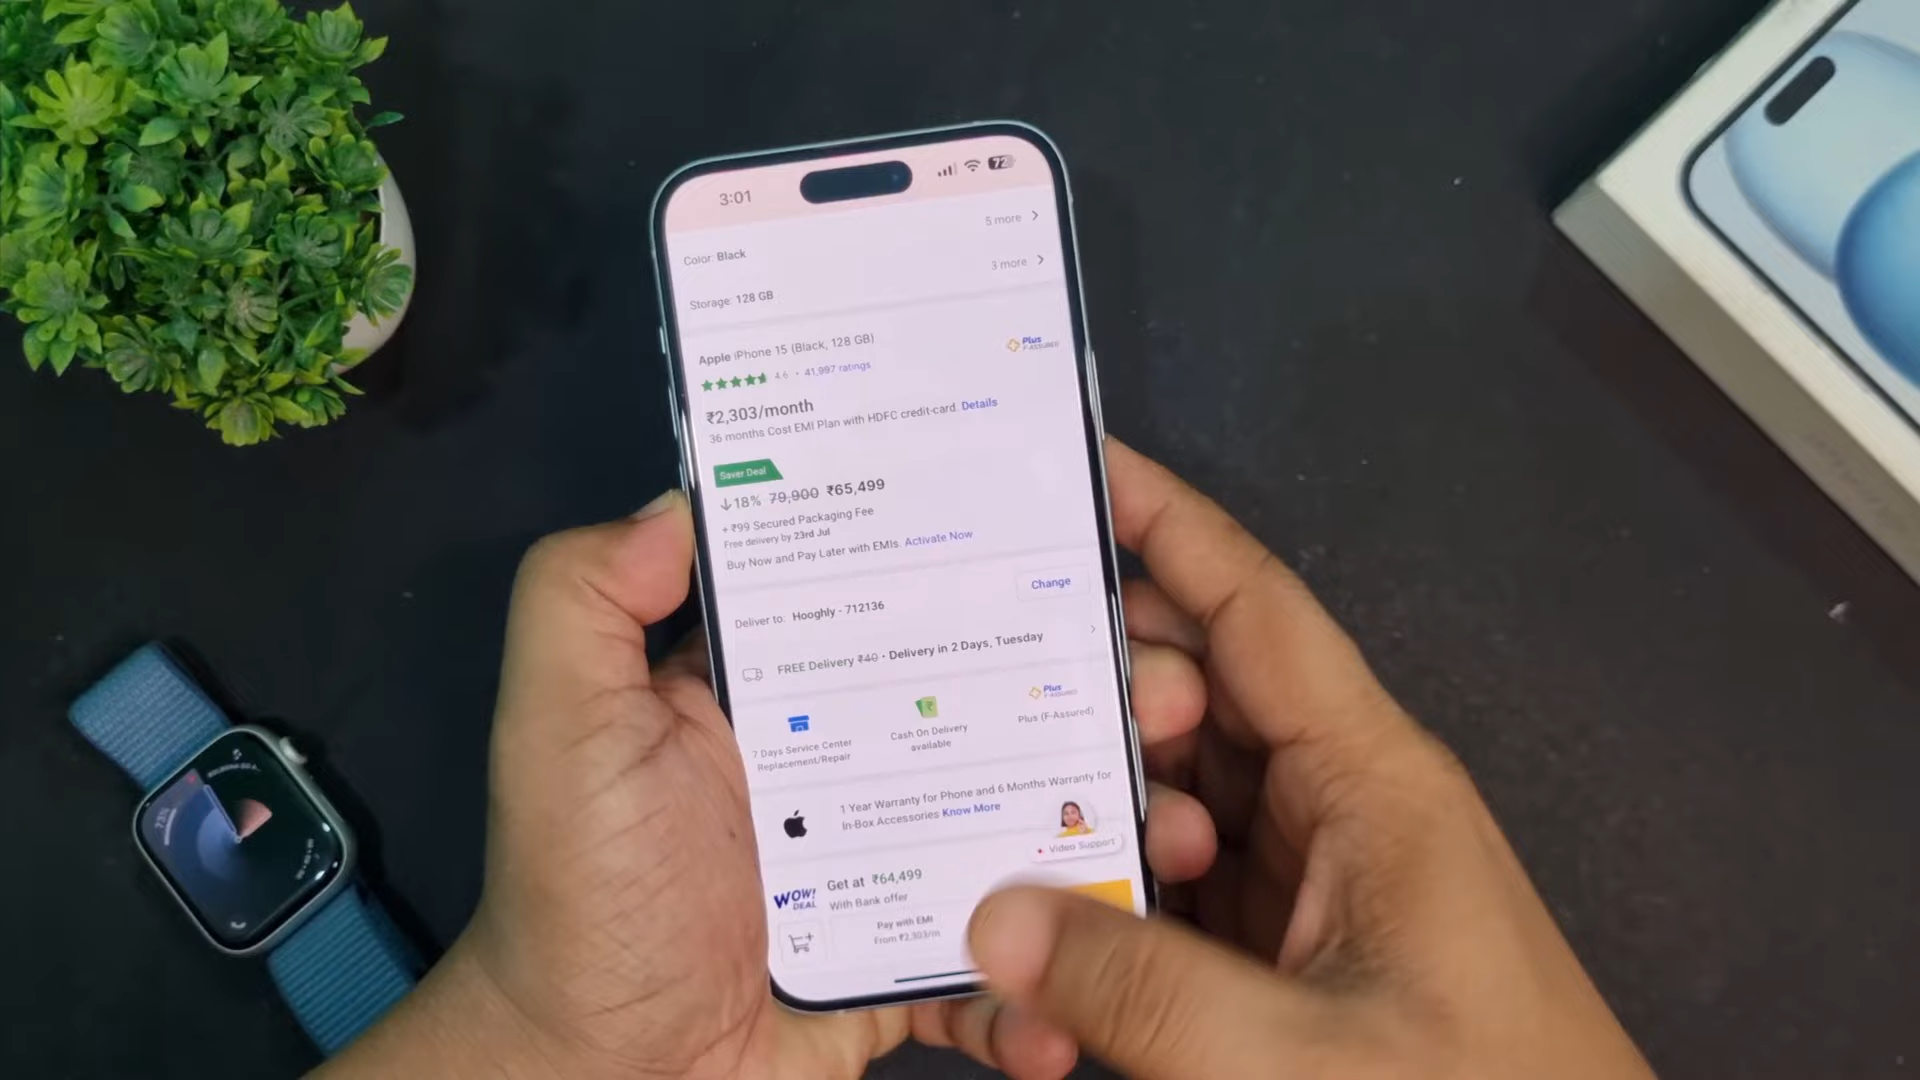 3:01
72
5 more
Color: Black
3 more
Storage: 128 GB
Apple iPhone 15 (Black, 128 GB)
Plus
F-ASSURED
4.6 • 41,997 ratings
₹2,303/month
36 months Cost EMI Plan with HDFC credit-card. Details
Saver Deal
↓18% 79,900 ₹65,499
+ ₹99 Secured Packaging Fee
Free delivery by 23rd Jul
Buy Now and Pay Later with EMIs. Activate Now
Deliver to: Hooghly - 712136
Change
FREE Delivery ₹40 • Delivery in 2 Days, Tuesday
7 Days Service Center
Replacement/Repair
Cash On Delivery
available
Plus
F-ASSURED
Plus (F-Assured)
1 Year Warranty for Phone and 6 Months Warranty for
In-Box Accessories Know More
Video Support
WOW!
DEAL
Get at ₹64,499
With Bank offer
Pay with EMI
From ₹2,303/m